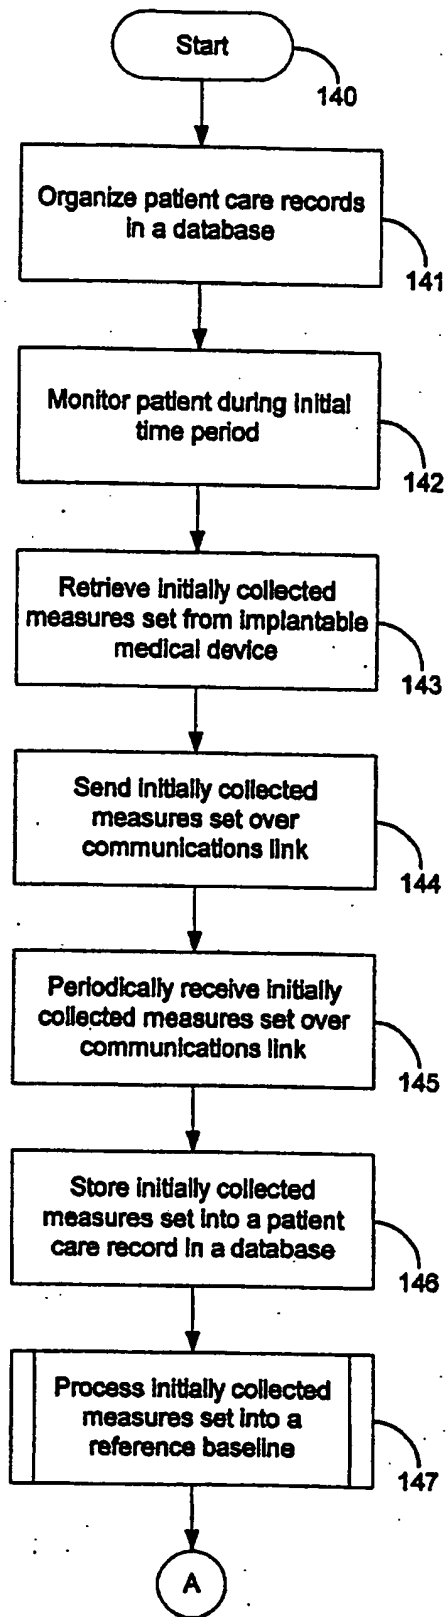 Start
140
Organize patient care records
in a database
141
Monitor patient during initial
time period
142
Retrieve initially collected
measures set from implantable
medical device
143
Send initially collected
measures set over
communications link
144
Periodically receive initially
collected measures set over
communications link
145
Store initially collected
measures set into a patient
care record in a database
146
Process initially collected
measures set into a
reference baseline
147
A